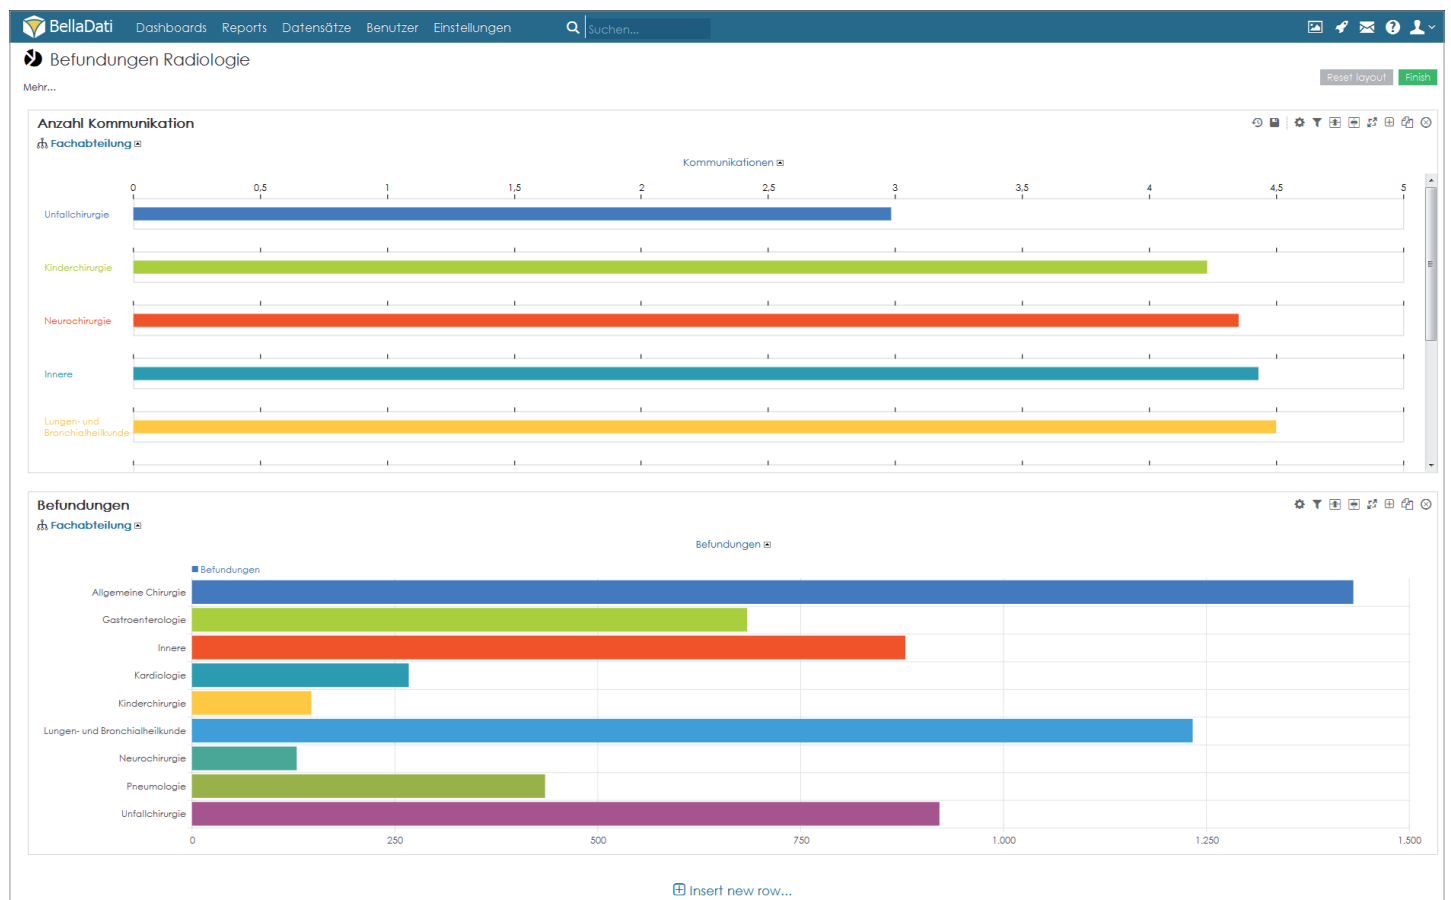 BellaDati Dashboards Reports Datensätze Benutzer Einstellungen Suchen...
Befundungen Radiologie
Reset layout Finish
Mehr...
Anzahl Kommunikation
Fachabteilung
Kommunikationen
0 0,5 1 1,5 2 2,5 3 3,5 4 4,5 5
Unfallchirurgie
Kinderchirurgie
Neurochirurgie
Innere
Lungen- und
Bronchialheilkunde
Befundungen
Fachabteilung
Befundungen
Befundungen
Allgemeine Chirurgie
Gastroenterologie
Innere
Kardiologie
Kinderchirurgie
Lungen- und Bronchialheilkunde
Neurochirurgie
Pneumologie
Unfallchirurgie
0 250 500 750 1.000 1.250 1.500
Insert new row...